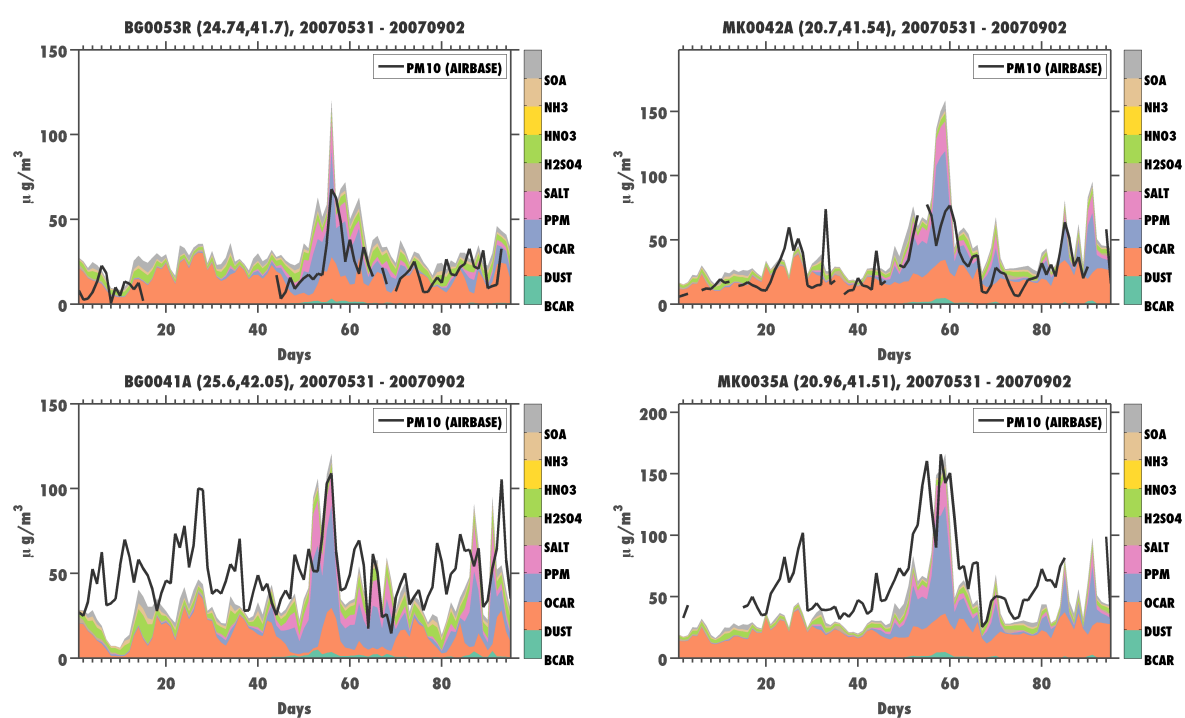 BG0053R (24.74,41.7), 20070531 - 20070902
150
100
50
0
μ g/m³
PM10 (AIRBASE)
20
40
60
80
Days
SOA
NH3
HNO3
H2SO4
SALT
PPM
OCAR
DUST
BCAR
MK0042A (20.7,41.54), 20070531 - 20070902
150
100
50
0
μ g/m³
PM10 (AIRBASE)
20
40
60
80
Days
SOA
NH3
HNO3
H2SO4
SALT
PPM
OCAR
DUST
BCAR
BG0041A (25.6,42.05), 20070531 - 20070902
150
100
50
0
μ g/m³
PM10 (AIRBASE)
20
40
60
80
Days
SOA
NH3
HNO3
H2SO4
SALT
PPM
OCAR
DUST
BCAR
MK0035A (20.96,41.51), 20070531 - 20070902
200
150
100
50
0
μ g/m³
PM10 (AIRBASE)
20
40
60
80
Days
SOA
NH3
HNO3
H2SO4
SALT
PPM
OCAR
DUST
BCAR